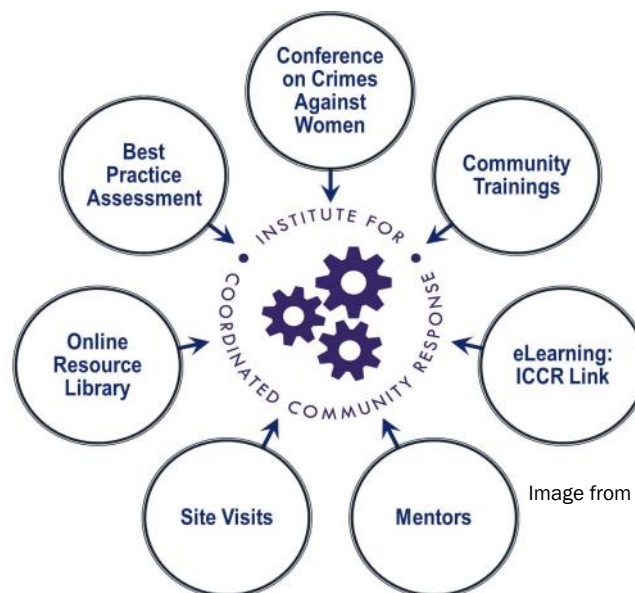 Conference
on Crimes
Against
Women
Best
Practice
Assessment
Community
Trainings
INSTITUTE FOR
COORDINATED COMMUNITY RESPONSE
Online
Resource
Library
eLearning:
ICCR Link
Site Visits
Mentors
Image from